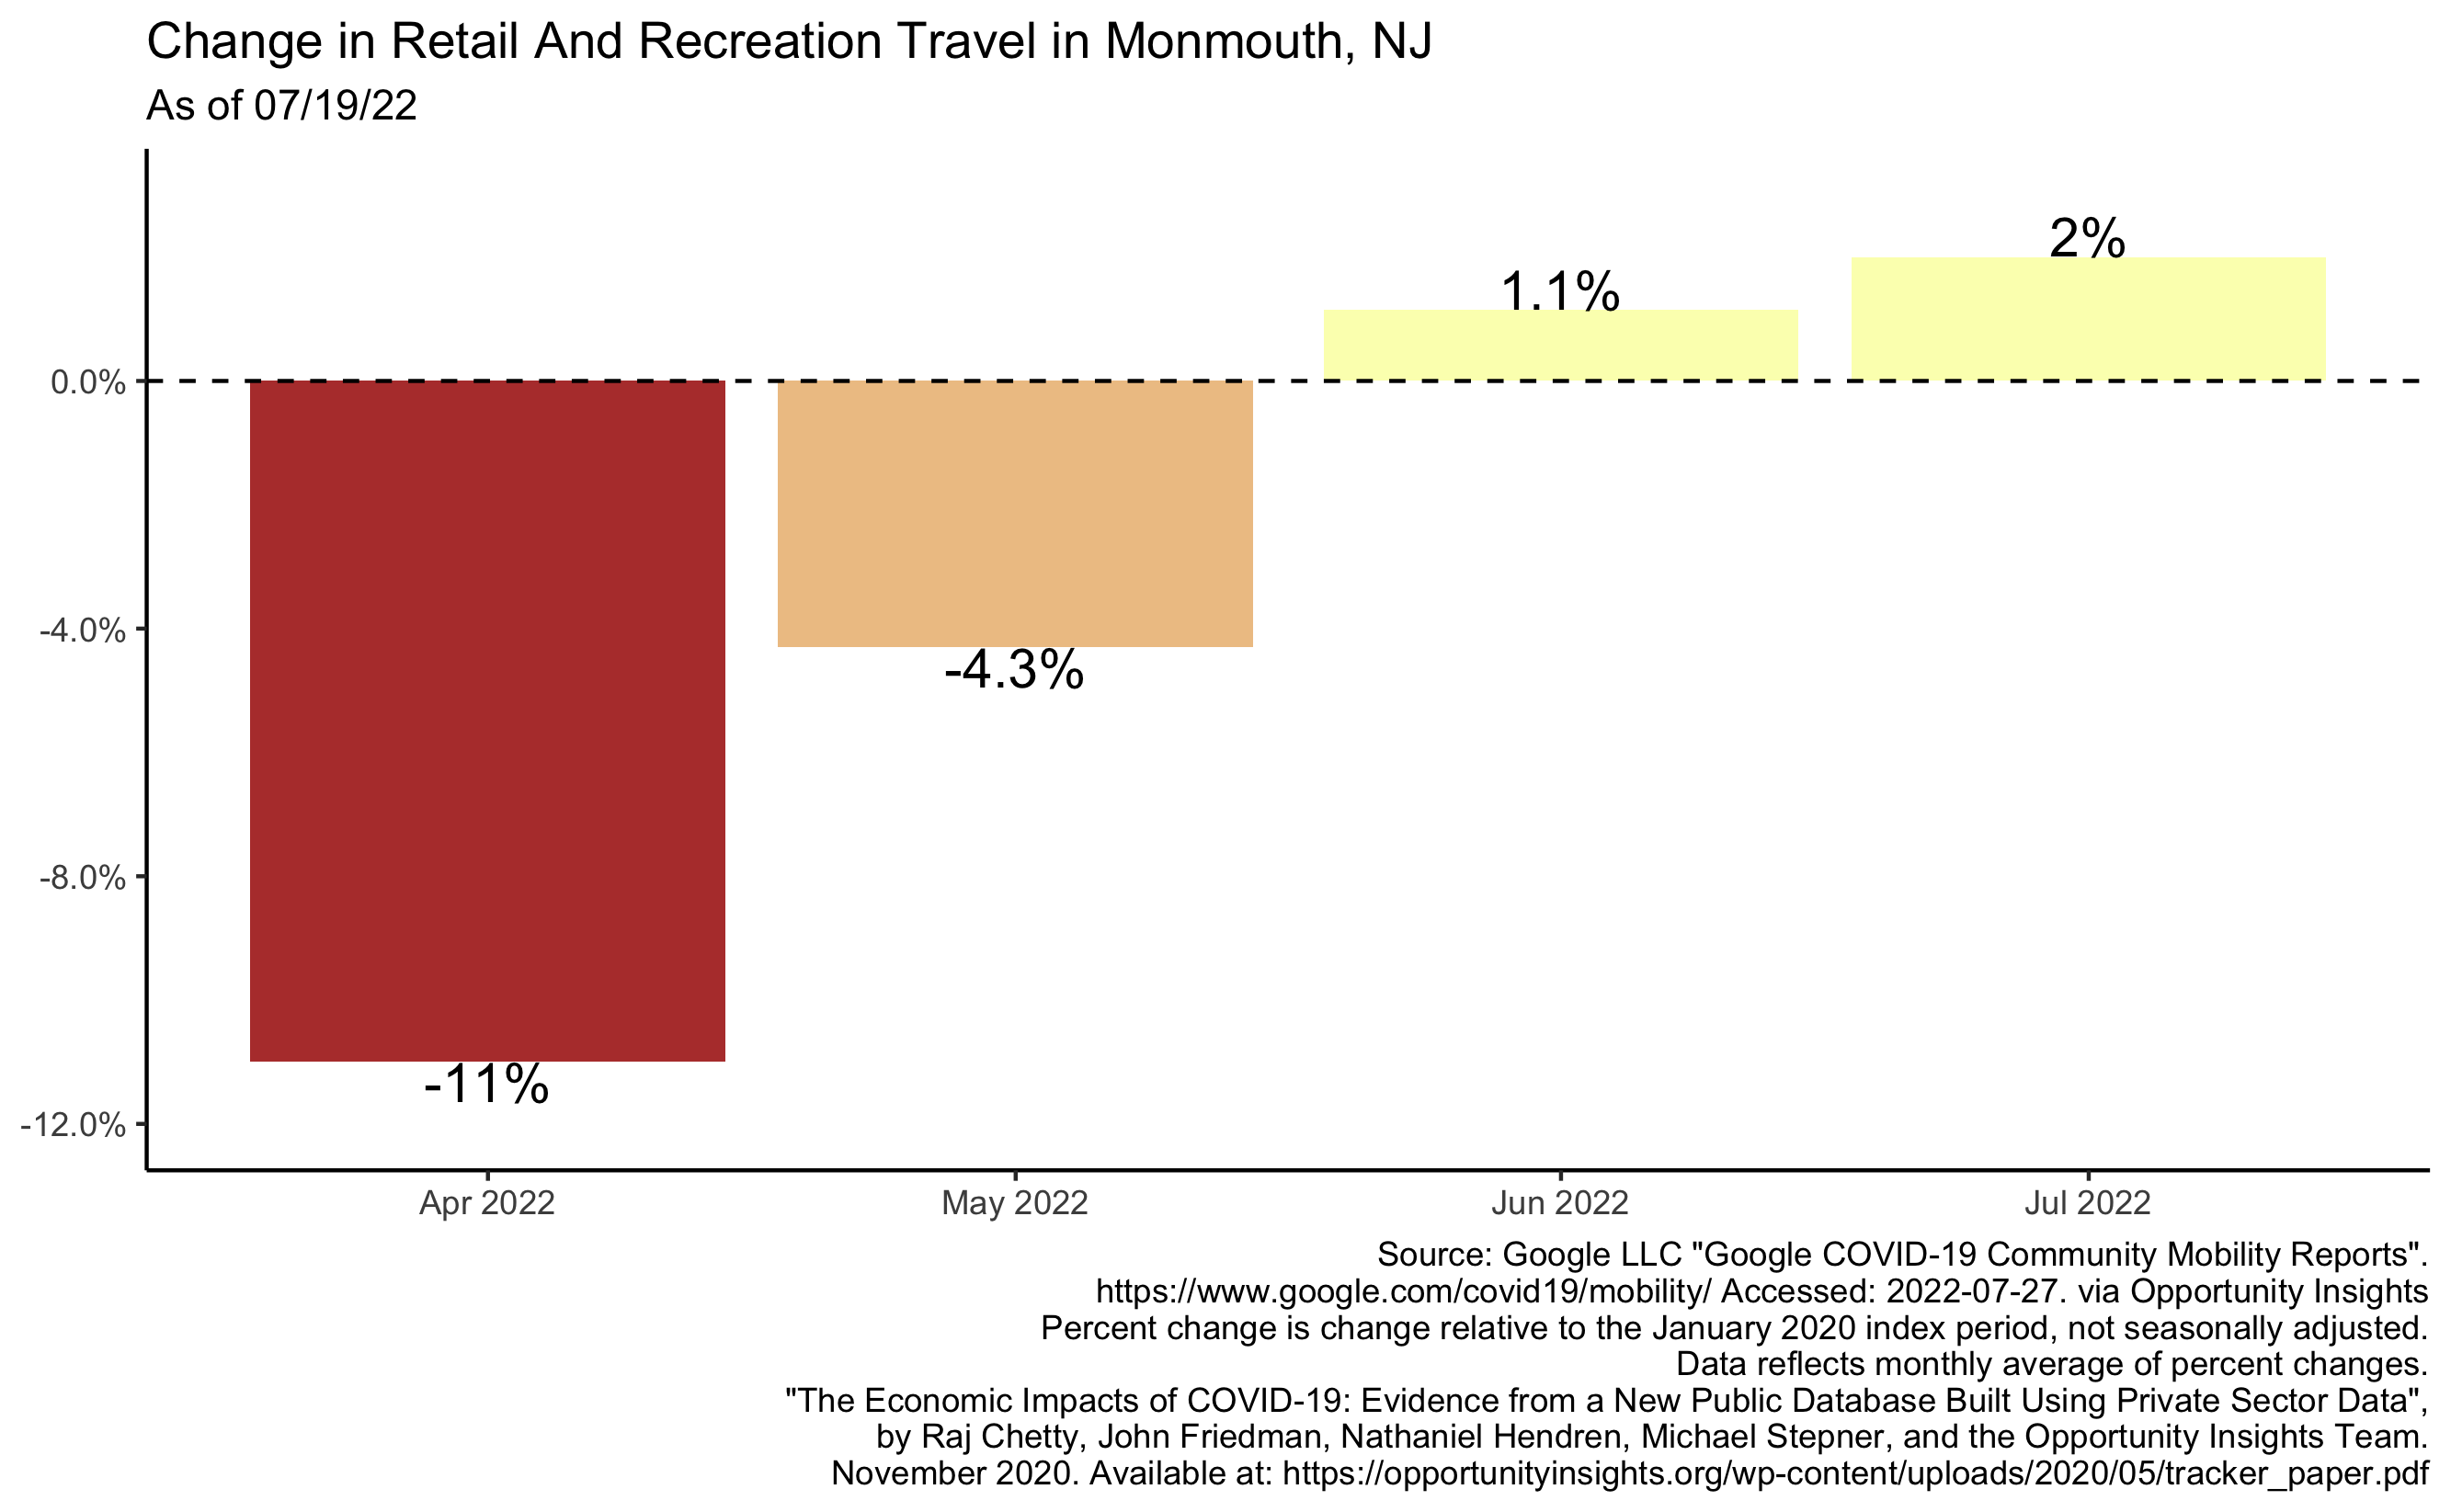 Change in Retail And Recreation Travel in Monmouth, NJ
As of 07/19/22
2%
1.1%
0.0%
-4.0%
-4.3%
-8.0%
-11%
-12.0%
Apr 2022
May 2022
Jun 2022
Jul 2022
Source: Google LLC "Google COVID-19 Community Mobility Reports".
https://www.google.com/covid19/mobility/ Accessed: 2022-07-27. via Opportunity Insights
Percent change is change relative to the January 2020 index period, not seasonally adjusted.
Data reflects monthly average of percent changes.
"The Economic Impacts of COVID-19: Evidence from a New Public Database Built Using Private Sector Data",
by Raj Chetty, John Friedman, Nathaniel Hendren, Michael Stepner, and the Opportunity Insights Team.
November 2020. Available at: https://opportunityinsights.org/wp-content/uploads/2020/05/tracker_paper.pdf